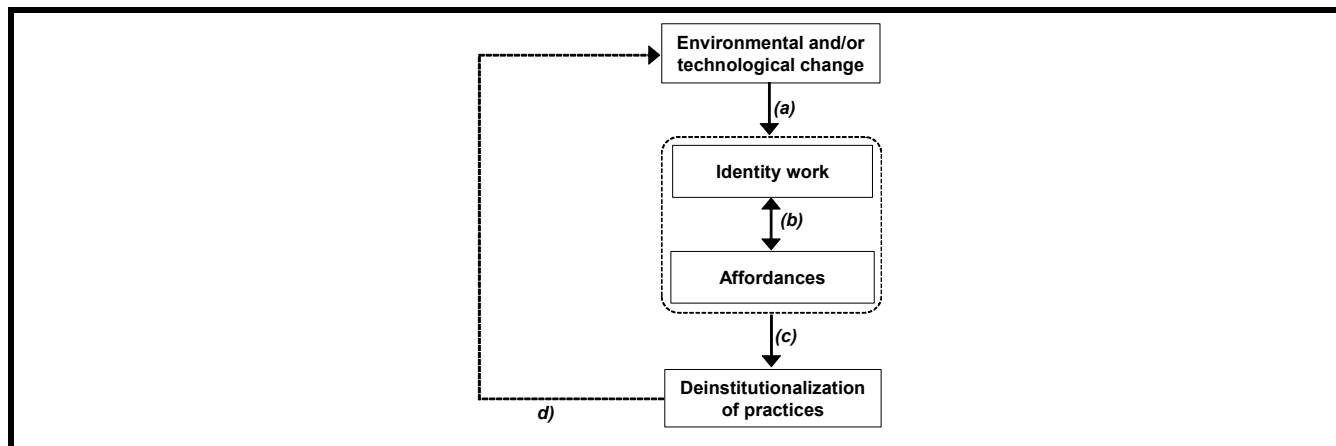 Environmental and/or
technological change
(a)
Identity work
(b)
Affordances
(c)
Deinstitutionalization
of practices
d)